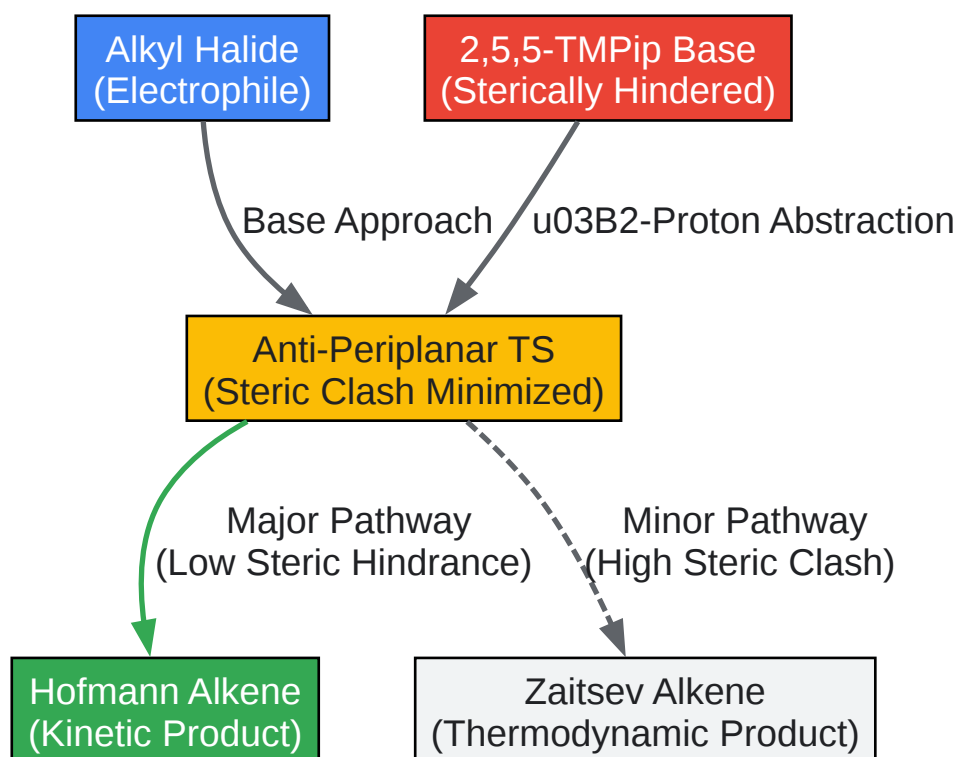 Alkyl Halide
(Electrophile)
2,5,5-TMPip Base
(Sterically Hindered)
Base Approach
u03B2-Proton Abstraction
Anti-Periplanar TS
(Steric Clash Minimized)
Major Pathway
(Low Steric Hindrance)
Minor Pathway
(High Steric Clash)
Hofmann Alkene
(Kinetic Product)
Zaitsev Alkene
(Thermodynamic Product)